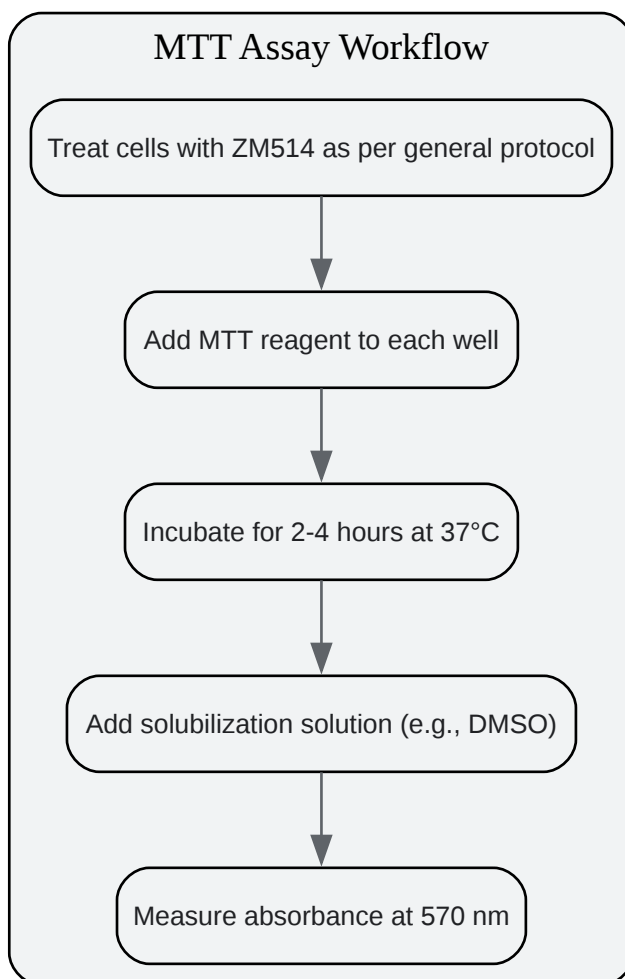 MTT Assay Workflow
Treat cells with ZM514 as per general protocol
Add MTT reagent to each well
Incubate for 2-4 hours at 37°C
Add solubilization solution (e.g., DMSO)
Measure absorbance at 570 nm